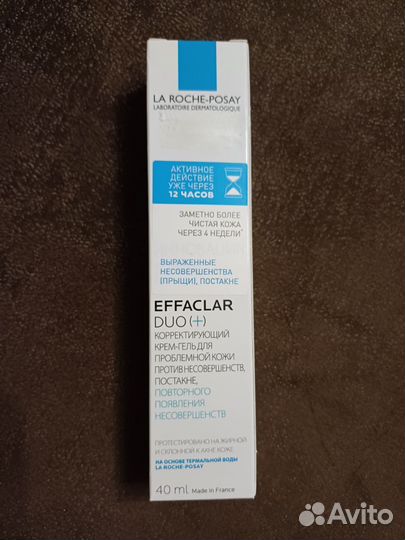 LA ROCHE-POSAY
LABORATOIRE DERMATOLOGIQUE
АКТИВНОЕ
ДЕЙСТВИЕ
УЖЕ ЧЕРЕЗ
12 ЧАСОВ
ЗАМЕТНО БОЛЕЕ
ЧИСТАЯ КОЖА
ЧЕРЕЗ 4 НЕДЕЛИ*
ВЫРАЖЕННЫЕ
НЕСОВЕРШЕНСТВА
(ПРЫЩИ), ПОСТАКНЕ
EFFACLAR
DUO(+)
КОРРЕКТИРУЮЩИЙ
КРЕМ-ГЕЛЬ ДЛЯ
ПРОБЛЕМНОЙ КОЖИ
ПРОТИВ НЕСОВЕРШЕНСТВ,
ПОСТАКНЕ,
ПОВТОРНОГО
ПОЯВЛЕНИЯ
НЕСОВЕРШЕНСТВ
ПРОТЕСТИРОВАНО НА ЖИРНОЙ
И СКЛОННОЙ К АКНЕ КОЖЕ
НА ОСНОВЕ ТЕРМАЛЬНОЙ ВОДЫ
LA ROCHE-POSAY
40 ml Made in France
Avito